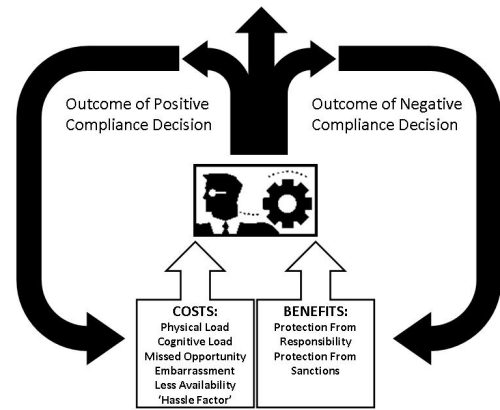 Outcome of Positive
Compliance Decision
Outcome of Negative
Compliance Decision
COSTS:
Physical Load
Cognitive Load
Missed Opportunity
Embarrassment
Less Availability
‘Hassle Factor’
BENEFITS:
Protection From
Responsibility
Protection From
Sanctions